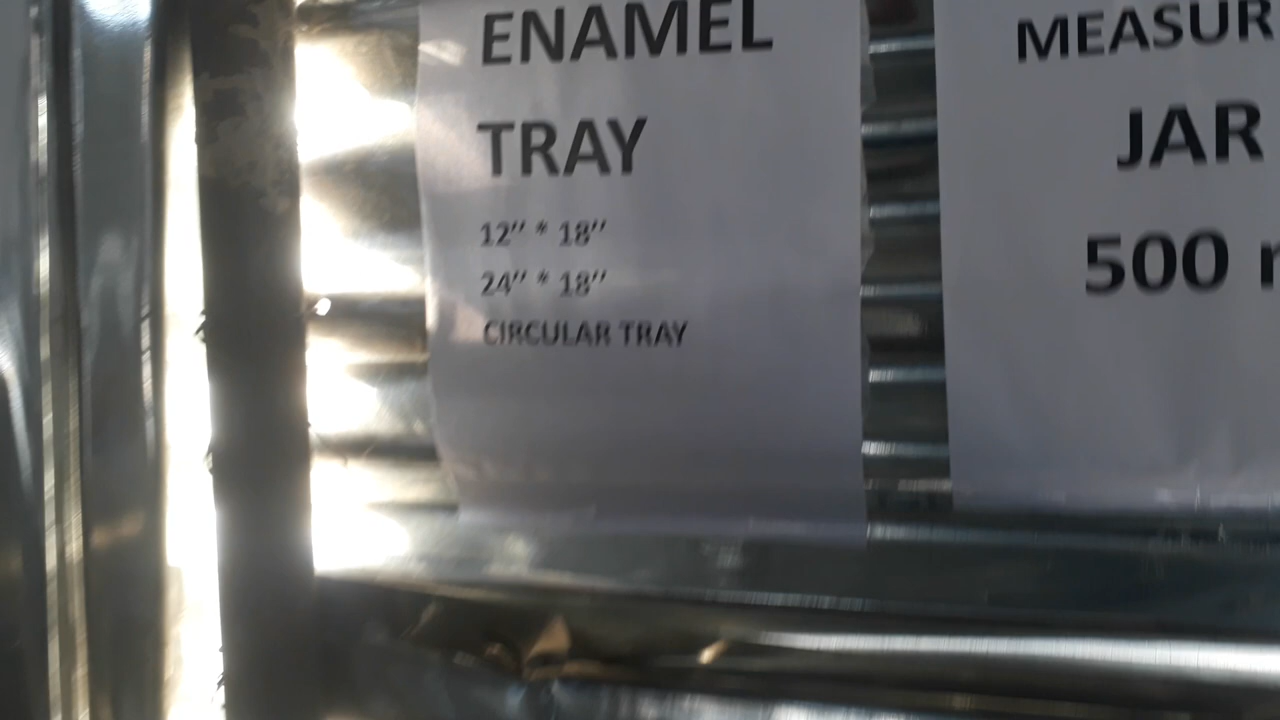 ENAMEL
TRAY
12’’ * 18’’
24’’ * 18’’
CIRCULAR TRAY
MEASUR
JAR
500